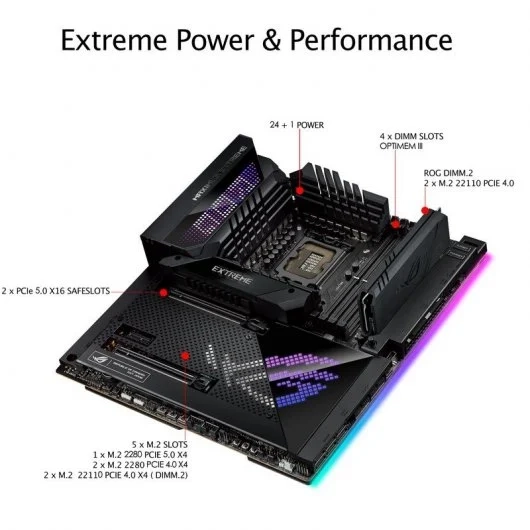 Extreme Power & Performance
24 + 1 POWER
4 x DIMM SLOTS
OPTIMEM III
ROG DIMM.2
2 x M.2 22110 PCIE 4.0
MAXIMUS EXTREME
EXTREME
2 x PCIe 5.0 X16 SAFESLOTS
5 x M.2 SLOTS
1 x M.2 2280 PCIE 5.0 X4
2 x M.2 2280 PCIE 4.0 X4
2 x M.2 22110 PCIE 4.0 X4 ( DIMM.2)